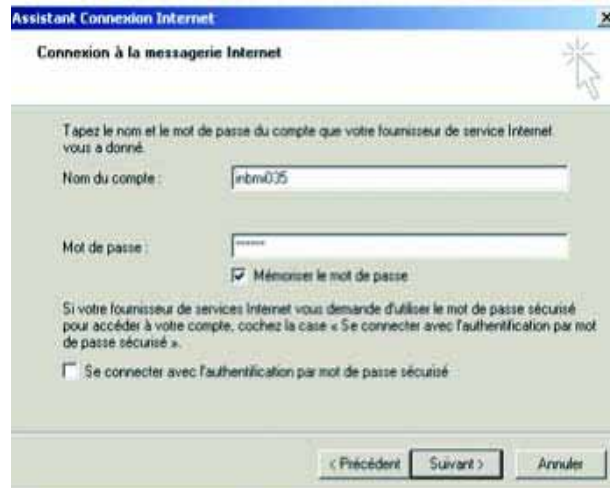 Assistant Connexion Internet
Connexion à la messagerie Internet
Tapez le nom et le mot de passe du compte que votre fournisseur de service Internet
vous a donné.
Nom du compte :
Mot de passe :
Mémoriser le mot de passe
Si votre fournisseur de services Internet vous demande d'utiliser le mot de passe sécurisé
pour accéder à votre compte, cochez la case « Se connecter avec l'authentification par mot
de passe sécurisé ».
Se connecter avec l'authentification par mot de passe sécurisé
< Précédent Suivant > Annuler